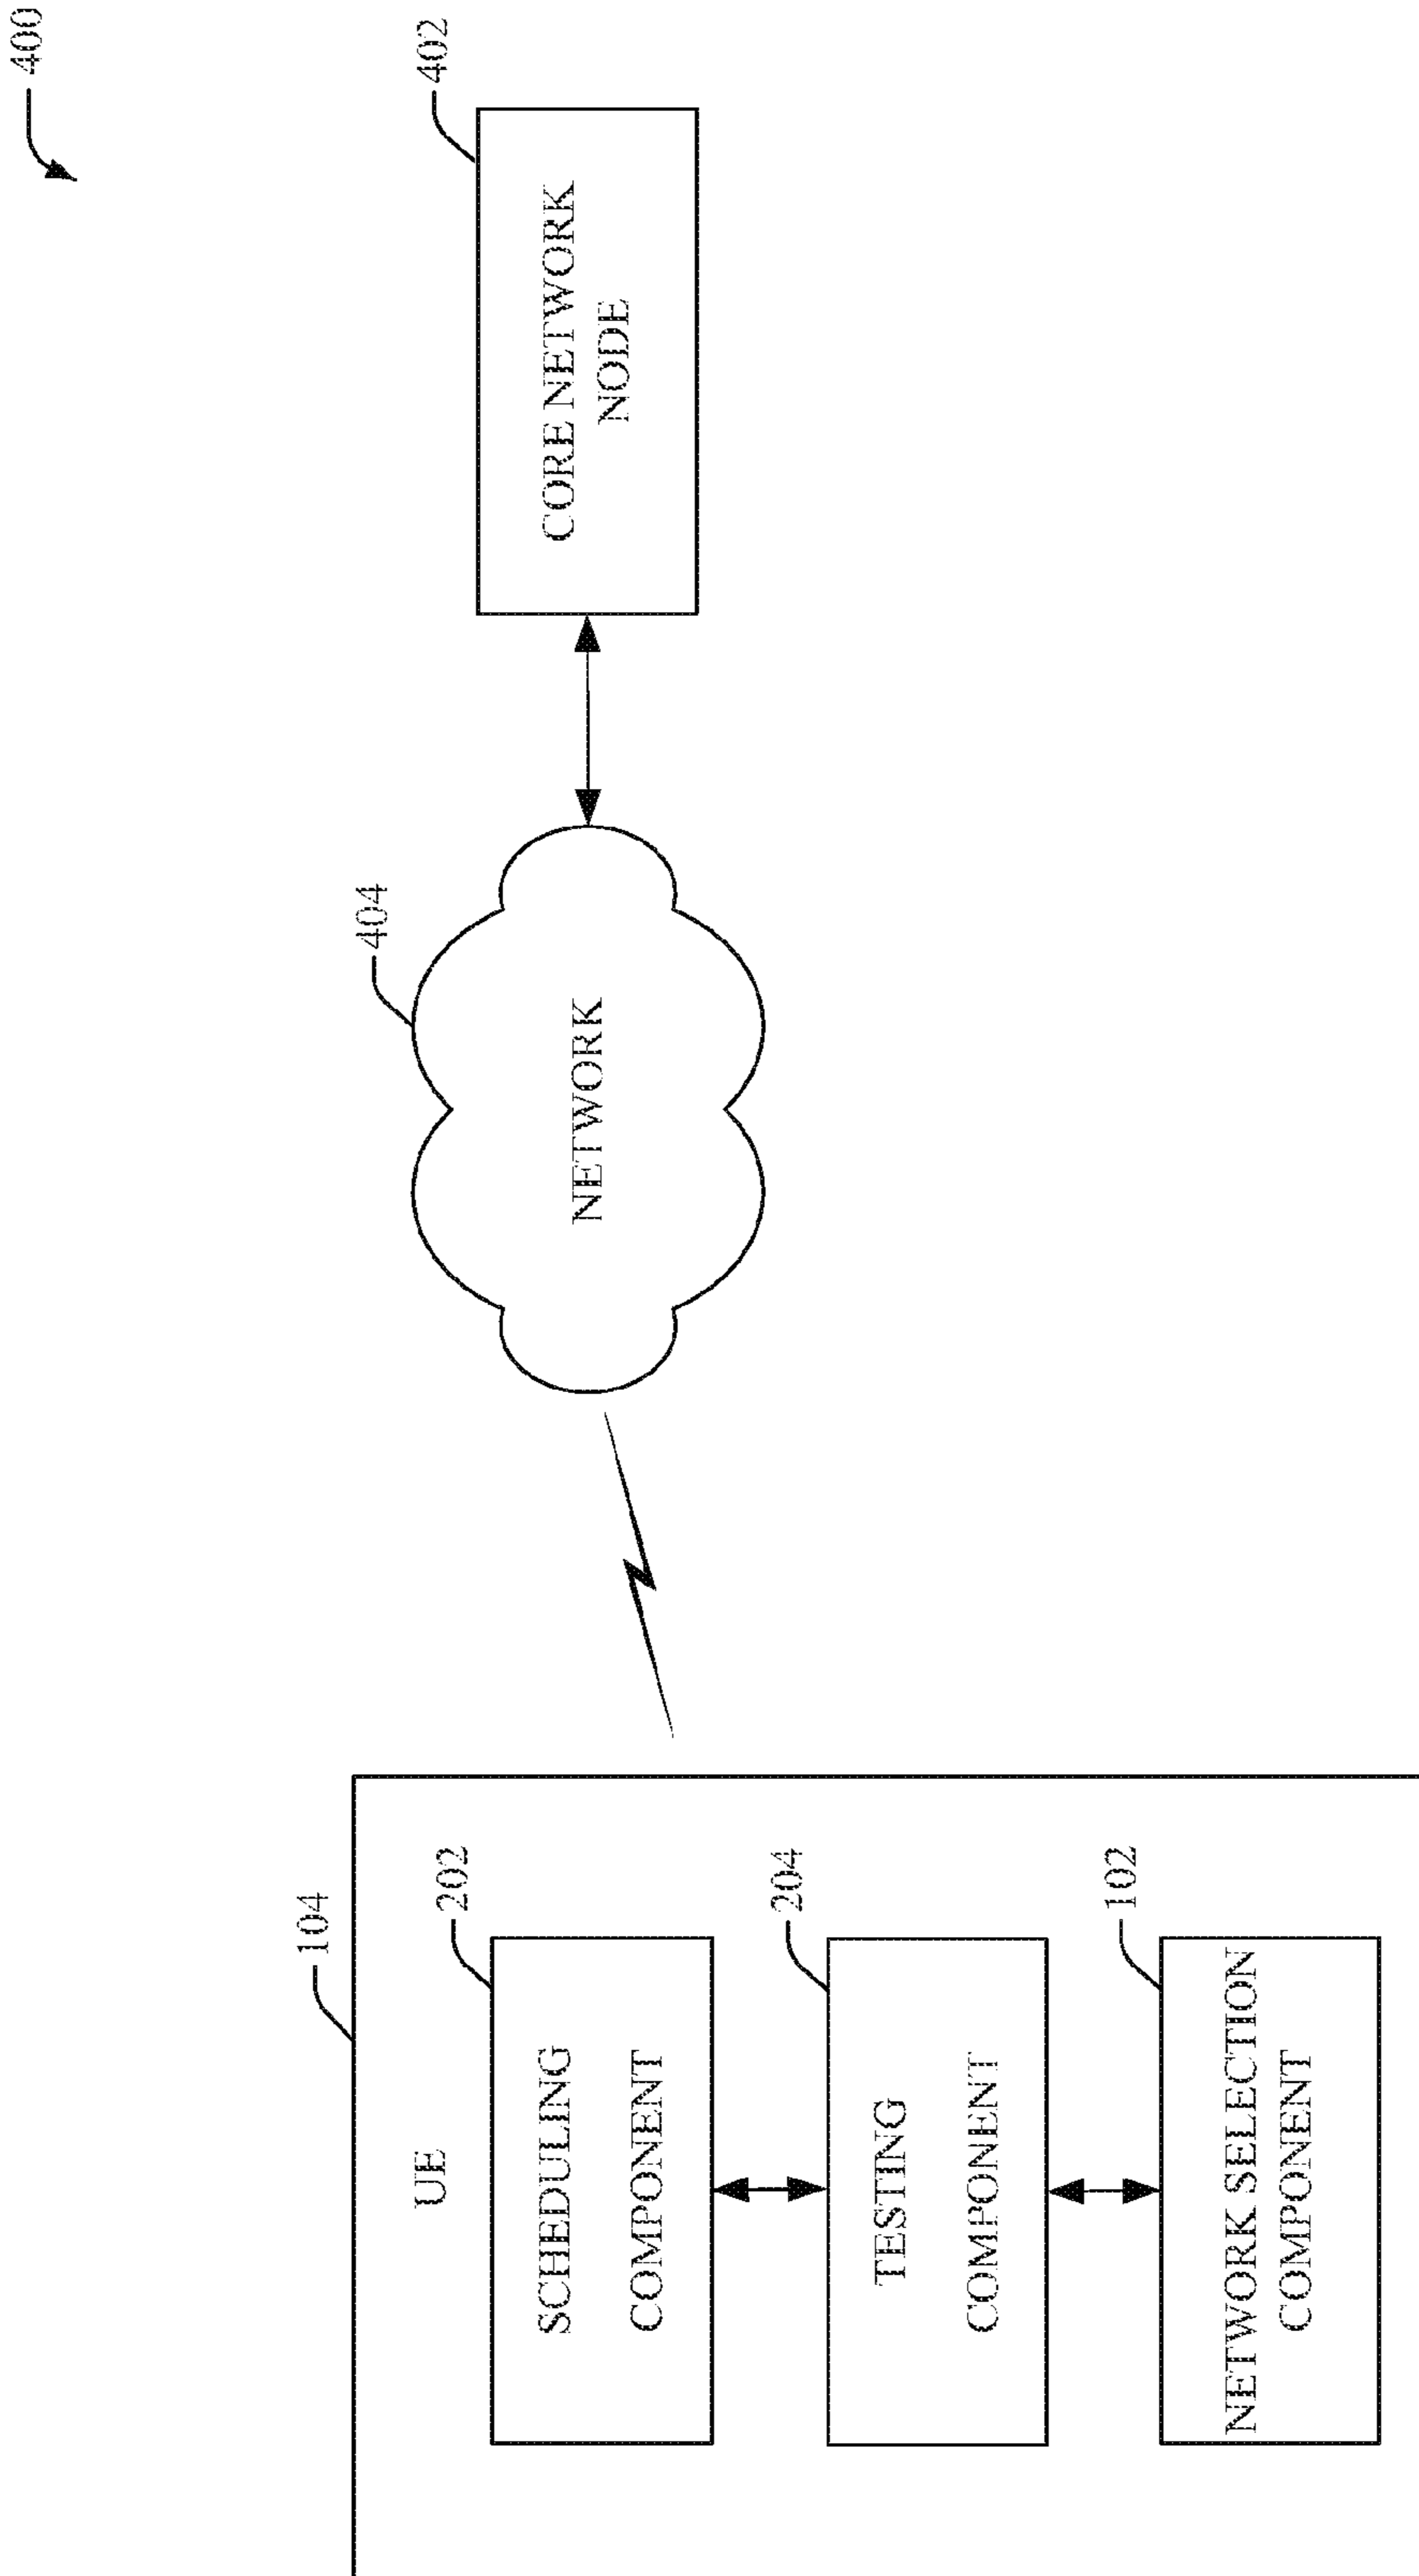 400
104
UE
202
SCHEDULING
COMPONENT
204
TESTING
COMPONENT
102
NETWORK SELECTION
COMPONENT
404
NETWORK
402
CORE NETWORK
NODE